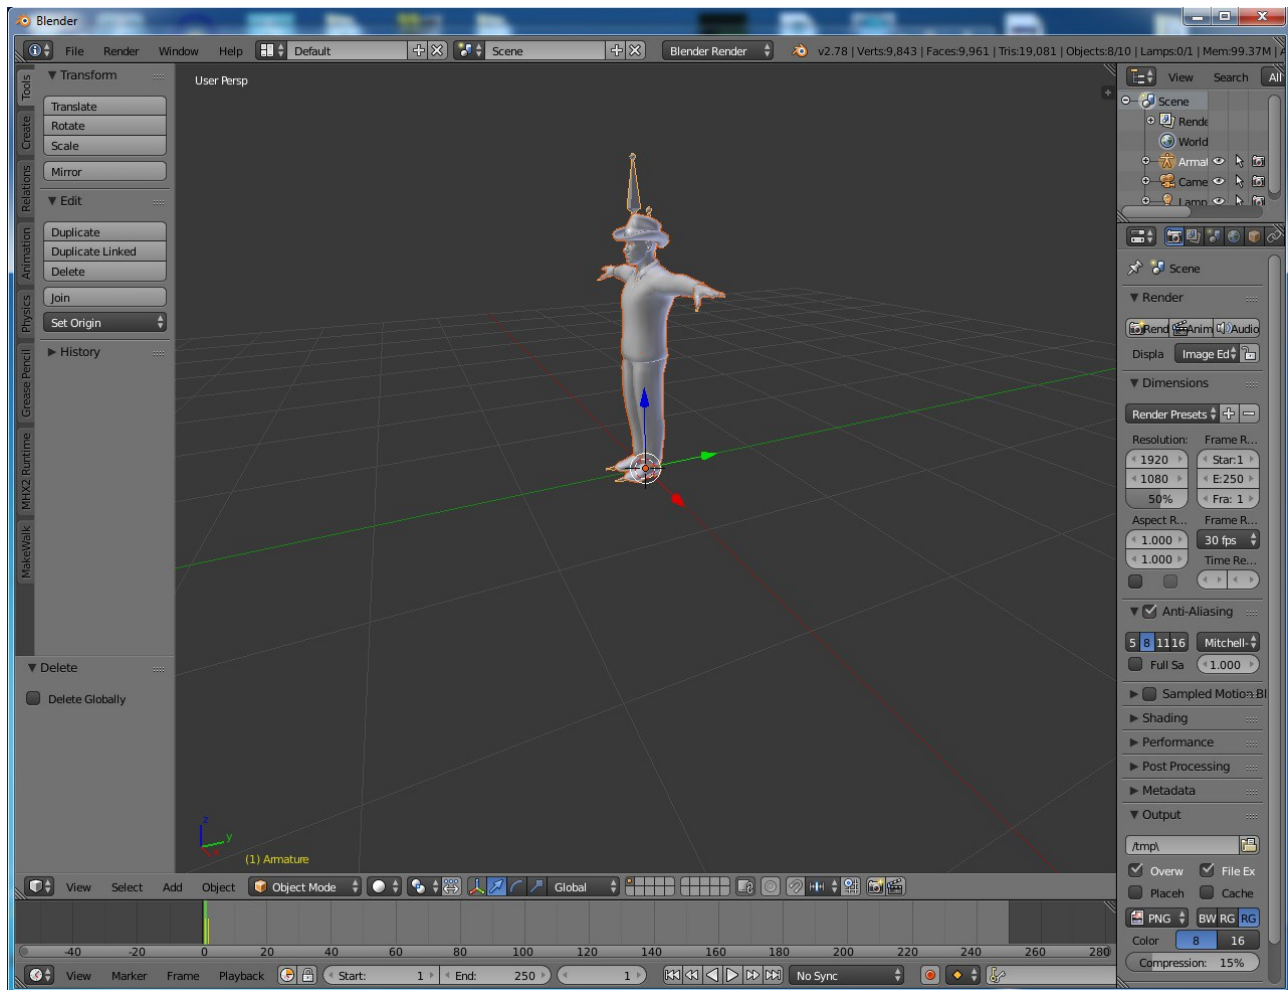 Blender
File Render Window Help Default Scene Blender Render v2.78 | Verts:9,843 | Faces:9,961 | Tris:19,081 | Objects:8/10 | Lamps:0/1 | Mem:99.37M |
Tools
Create
Relations
Animation
Physics
Grease Pencil
MHX2 Runtime
MakeWalk
Transform
Translate
Rotate
Scale
Mirror
Edit
Duplicate
Duplicate Linked
Delete
Join
Set Origin
History
Delete
Delete Globally
User Persp
z
y
(1) Armature
View Search All
Scene
Rende
World
Armat
Came
Lamp
Scene
Render
Rend Anim Audio
Displa Image Ed
Dimensions
Render Presets
Resolution: Frame R...
1920 Star:1
1080 E:250
50% Fra: 1
Aspect R... Frame R...
1.000 30 fps
1.000 Time Re...
Anti-Aliasing
5 8 11 16 Mitchell-
Full Sa 1.000
Sampled Motion Bl
Shading
Performance
Post Processing
Metadata
Output
/tmp\
Overw File Ex
Placeh Cache
PNG BW RG RG
Color 8 16
Compression: 15%
View Select Add Object Object Mode Global
-40 -20 0 20 40 60 80 100 120 140 160 180 200 220 240 260 280
View Marker Frame Playback Start: 1 End: 250 1 No Sync